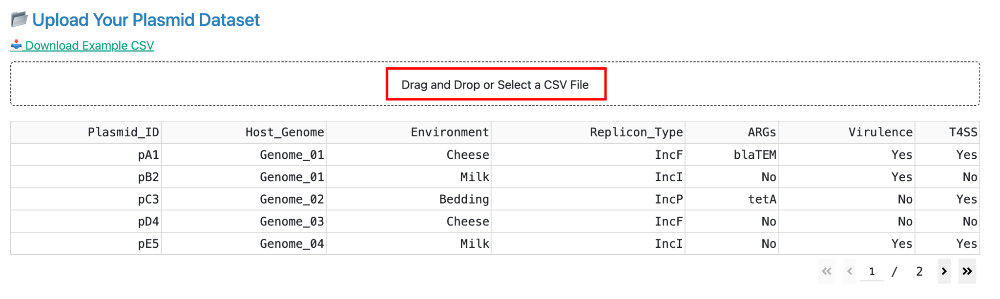 Upload Your Plasmid Dataset
Download Example CSV
Drag and Drop or Select a CSV File
Plasmid_ID Host_Genome Environment Replicon_Type ARGs Virulence T4SS
pA1 Genome_01 Cheese IncF blaTEM Yes Yes
pB2 Genome_01 Milk IncI No Yes No
pC3 Genome_02 Bedding IncP tetA No Yes
pD4 Genome_03 Cheese IncF No No No
pE5 Genome_04 Milk IncI No Yes Yes
« ‹ 1 / 2 › »